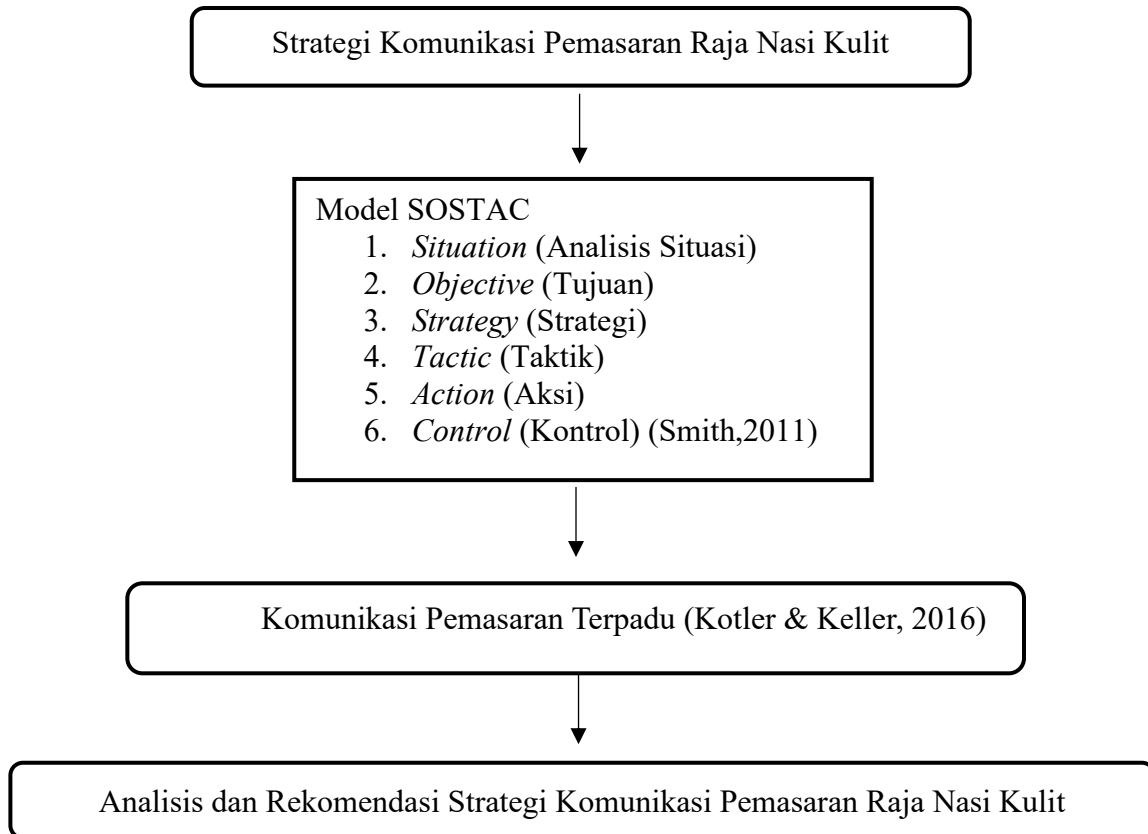 Strategi Komunikasi Pemasaran Raja Nasi Kulit
Model SOSTAC
1. Situation (Analisis Situasi)
2. Objective (Tujuan)
3. Strategy (Strategi)
4. Tactic (Taktik)
5. Action (Aksi)
6. Control (Kontrol) (Smith,2011)
Komunikasi Pemasaran Terpadu (Kotler & Keller, 2016)
Analisis dan Rekomendasi Strategi Komunikasi Pemasaran Raja Nasi Kulit